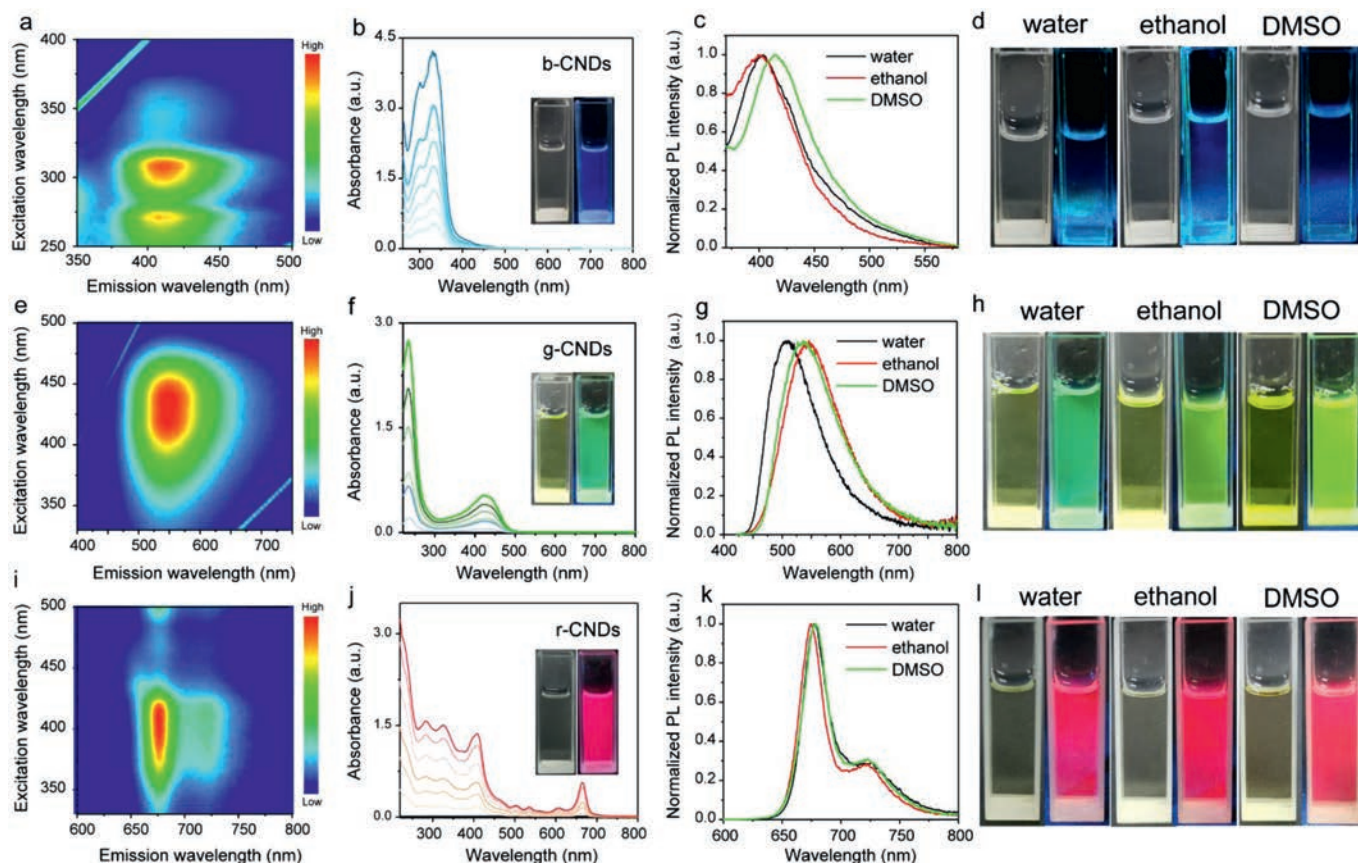 a
Excitation wavelength (nm)
400
350
300
250
350 400 450 500
Emission wavelength (nm)
High
Low
b
Absorbance (a.u.)
4.5
3.0
1.5
0.0
300 400 500 600 700 800
Wavelength (nm)
b-CNDs
c
Normalized PL intensity (a.u.)
1.0
0.8
0.6
0.4
0.2
0.0
400 450 500 550
Wavelength (nm)
water
ethanol
DMSO
d
water ethanol DMSO
e
Excitation wavelength (nm)
500
450
400
350
400 500 600 700
Emission wavelength (nm)
High
Low
f
Absorbance (a.u.)
3.0
1.5
0.0
300 400 500 600 700 800
Wavelength (nm)
g-CNDs
g
Normalized PL intensity (a.u.)
1.0
0.8
0.6
0.4
0.2
0.0
400 500 600 700 800
Wavelength (nm)
water
ethanol
DMSO
h
water ethanol DMSO
i
Excitation wavelength (nm)
500
450
400
350
600 650 700 750 800
Emission wavelength (nm)
High
Low
j
Absorbance (a.u.)
3.0
1.5
0.0
300 400 500 600 700 800
Wavelength (nm)
r-CNDs
k
Normalized PL intensity (a.u.)
1.0
0.8
0.6
0.4
0.2
0.0
600 650 700 750 800
Wavelength (nm)
water
ethanol
DMSO
l
water ethanol DMSO